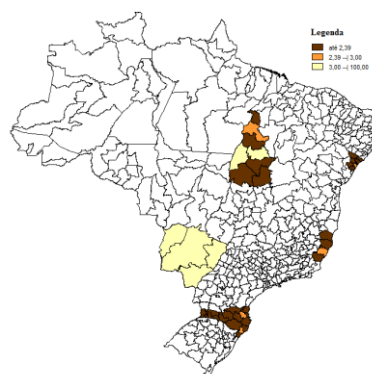 Legenda
até 2,39
2,39 --| 3,00
3,00 --| 100,00